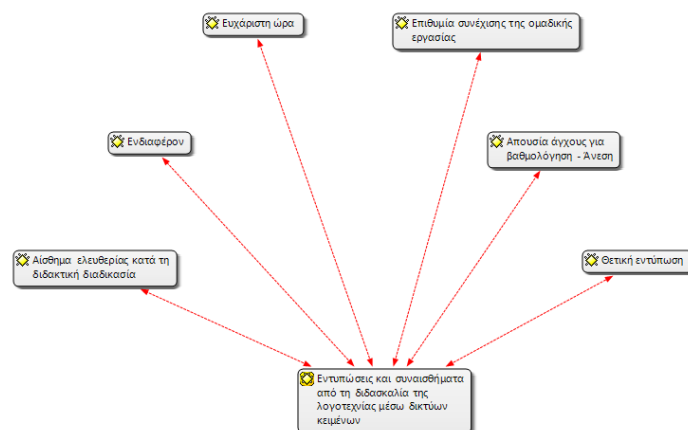 Ευχάριστη ώρα
Επιθυμία συνέχισης της ομαδικής
εργασίας
Ενδιαφέρον
Απουσία άγχους για
βαθμολόγηση - Άνεση
Αίσθημα ελευθερίας κατά τη
διδακτική διαδικασία
Θετική εντύπωση
Εντυπώσεις και συναισθήματα
από τη διδασκαλία της
λογοτεχνίας μέσω δικτύων
κειμένων